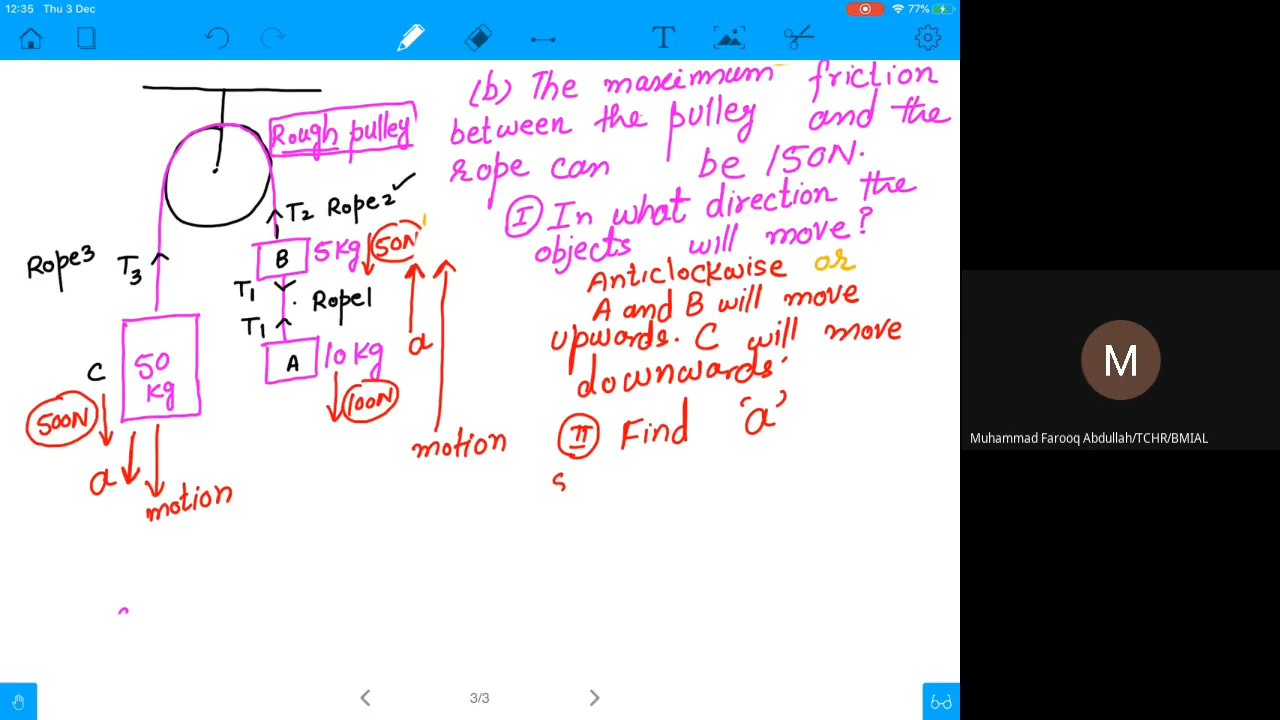 12:35 Thu 3 Dec
77%
T
Rough pulley
T2 Rope2
B
5kg
50N
Rope3
T3
T1
Rope1
T1
A
10kg
100N
a
motion
C
50
kg
500N
a
motion
(b) The maximum friction
between the pulley and the
rope can be 150N.
I In what direction the
objects will move?
Anticlockwise or
A and B will move
upwards. C will move
downwards.
II Find 'a'
3/3
M
Muhammad Farooq Abdullah/TCHR/BMIAL